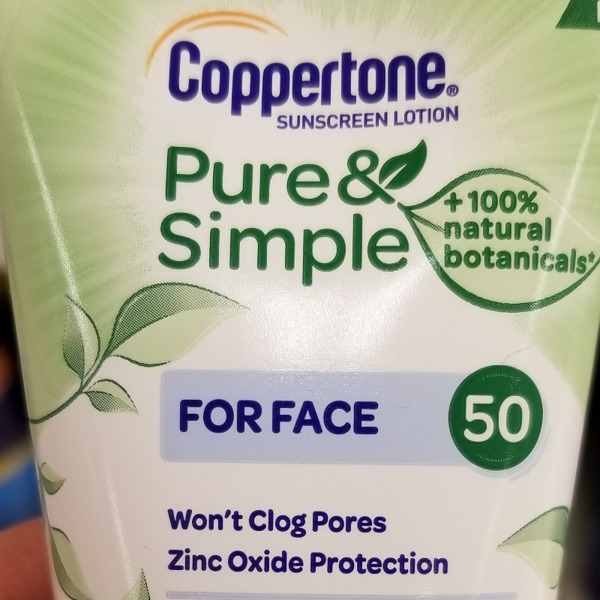 Coppertone®
SUNSCREEN LOTION
Pure &
Simple
+ 100%
natural
botanicals*
FOR FACE 50
Won't Clog Pores
Zinc Oxide Protection